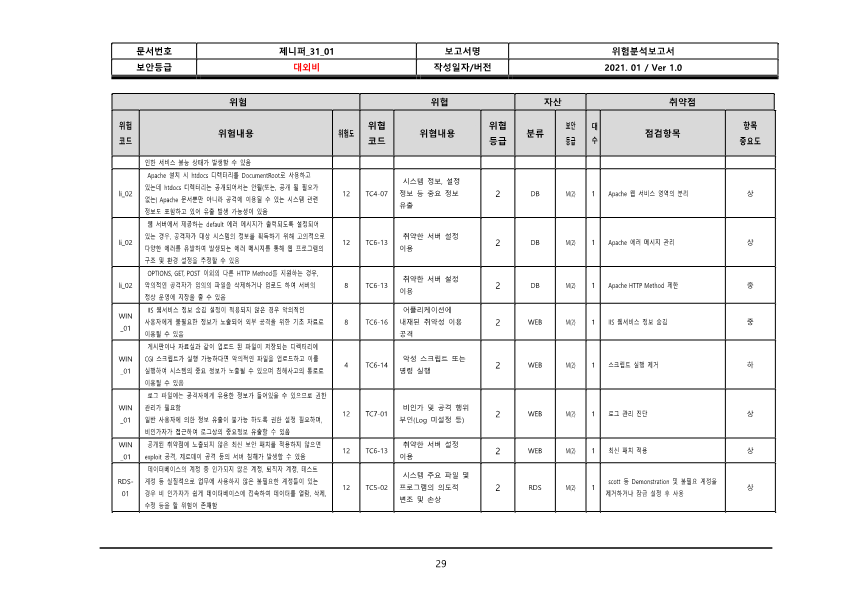 문서번호 제니퍼_31_01 보고서명 위험분석보고서
보안등급 대외비 작성일자/버전 2021. 01 / Ver 1.0
위험 위협 자산 취약점
위험 코드 위험내용 위험도 위협 코드 위협내용 위협 등급 분류 보안 등급 대수 점검항목 항목 중요도
인한 서비스 불능 상태가 발생할 수 있음
li_02
Apache 설치 시 htdocs 디렉터리를 DocumentRoot로 사용하고
있는데 htdocs 디렉터리는 공개되어서는 안될(또는, 공개 될 필요가
없는) Apache 문서뿐만 아니라 공격에 이용될 수 있는 시스템 관련
정보도 포함하고 있어 유출 발생 가능성이 있음
12 TC4-07
시스템 정보, 설정
정보 등 중요 정보
유출
2 DB M(2) 1 Apache 웹 서비스 영역의 분리 상
li_02
웹 서버에서 제공하는 default 에러 메시지가 출력되도록 설정되어
있는 경우, 공격자가 대상 시스템의 정보을 획득하기 위해 고의적으로
다양한 에러를 유발하여 발생되는 에러 메시지를 통해 웹 프로그램의
구조 및 환경 설정을 추정할 수 있음
12 TC6-13
취약한 서버 설정
이용
2 DB M(2) 1 Apache 에러 메시지 관리 상
li_02
OPTIONS, GET, POST 이외의 다른 HTTP Method들 지원하는 경우,
악의적인 공격자가 임의의 파일을 삭제하거나 업로드 하여 서버의
정상 운영에 지장을 줄 수 있음
8 TC6-13
취약한 서버 설정
이용
2 DB M(2) 1 Apache HTTP Method 제한 중
WIN
_01
IIS 웹서비스 정보 숨김 설정이 적용되지 않은 경우 악의적인
사용자에게 불필요한 정보가 노출되어 외부 공격을 위한 기초 자료로
이용될 수 있음
8 TC6-16
어플리케이션에
내재된 취약성 이용
공격
2 WEB M(2) 1 IIS 웹서비스 정보 숨김 중
WIN
_01
게시판이나 자료실과 같이 업로드 된 파일이 저장되는 디렉터리에
CGI 스크립트가 실행 가능하다면 악의적인 파일을 업로드하고 이를
실행하여 시스템의 중요 정보가 노출될 수 있으며 침해사고의 통로로
이용될 수 있음
4 TC6-14
악성 스크립트 또는
명령 실행
2 WEB M(2) 1 스크립트 실행 제거 하
WIN
_01
로그 파일에는 공격자에게 유용한 정보가 들어있을 수 있으므로 권한
관리가 필요함
일반 사용자에 의한 정보 유출이 불가능 하도록 권한 설정 필요하며,
비인가자가 접근하여 로그상의 중요정보 유출할 수 있음
12 TC7-01
비인가 및 공격 행위
부인(Log 미설정 등)
2 WEB M(2) 1 로그 관리 진단 상
WIN
_01
공개된 취약점에 노출되지 않은 최신 보안 패치를 적용하지 않으면
exploit 공격, 제로데이 공격 등의 서버 침해가 발생할 수 있음
12 TC6-13
취약한 서버 설정
이용
2 WEB M(2) 1 최신 패치 적용 상
RDS-
01
데이터베이스의 계정 중 인가되지 않은 계정, 퇴직자 계정, 테스트
계정 등 실질적으로 업무에 사용하지 않은 불필요한 계정들이 있는
경우 비 인가자가 쉽게 데이터베이스에 접속하여 데이터를 열람, 삭제,
수정 등을 할 위험이 존재함
12 TC5-02
시스템 주요 파일 및
프로그램의 의도적
변조 및 손상
2 RDS M(2) 1
scott 등 Demonstration 및 불필요 계정을
제거하거나 잠금 설정 후 사용
상
29